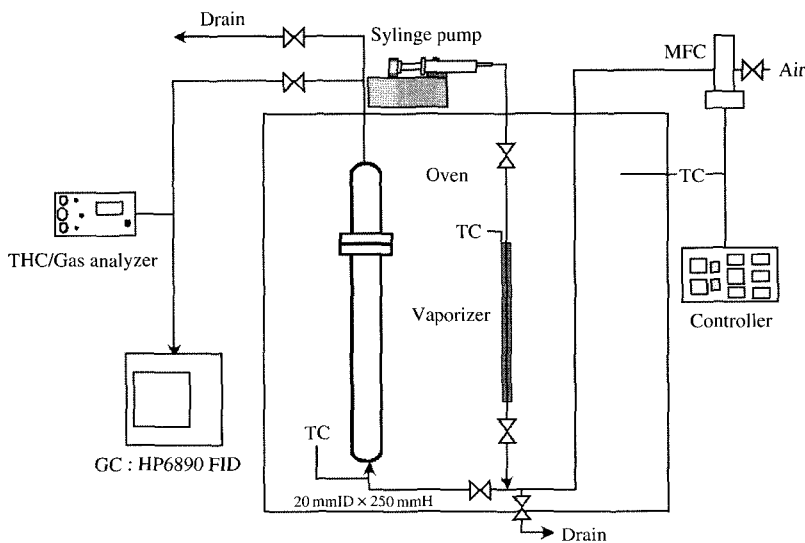 Drain
Sylinge pump
MFC
Air
Oven
TC
TC
THC/Gas analyzer
Vaporizer
Controller
TC
GC : HP6890 FID
20 mmID × 250 mmH
Drain